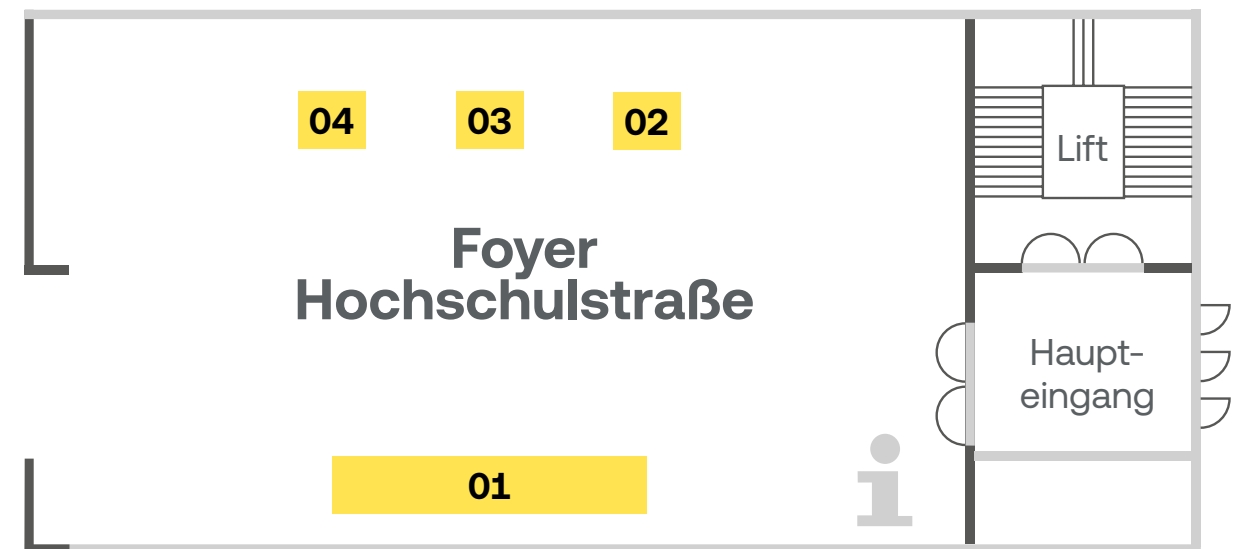 04 03 02
Lift
Foyer
Hochschulstraße
Haupt-
eingang
01
i